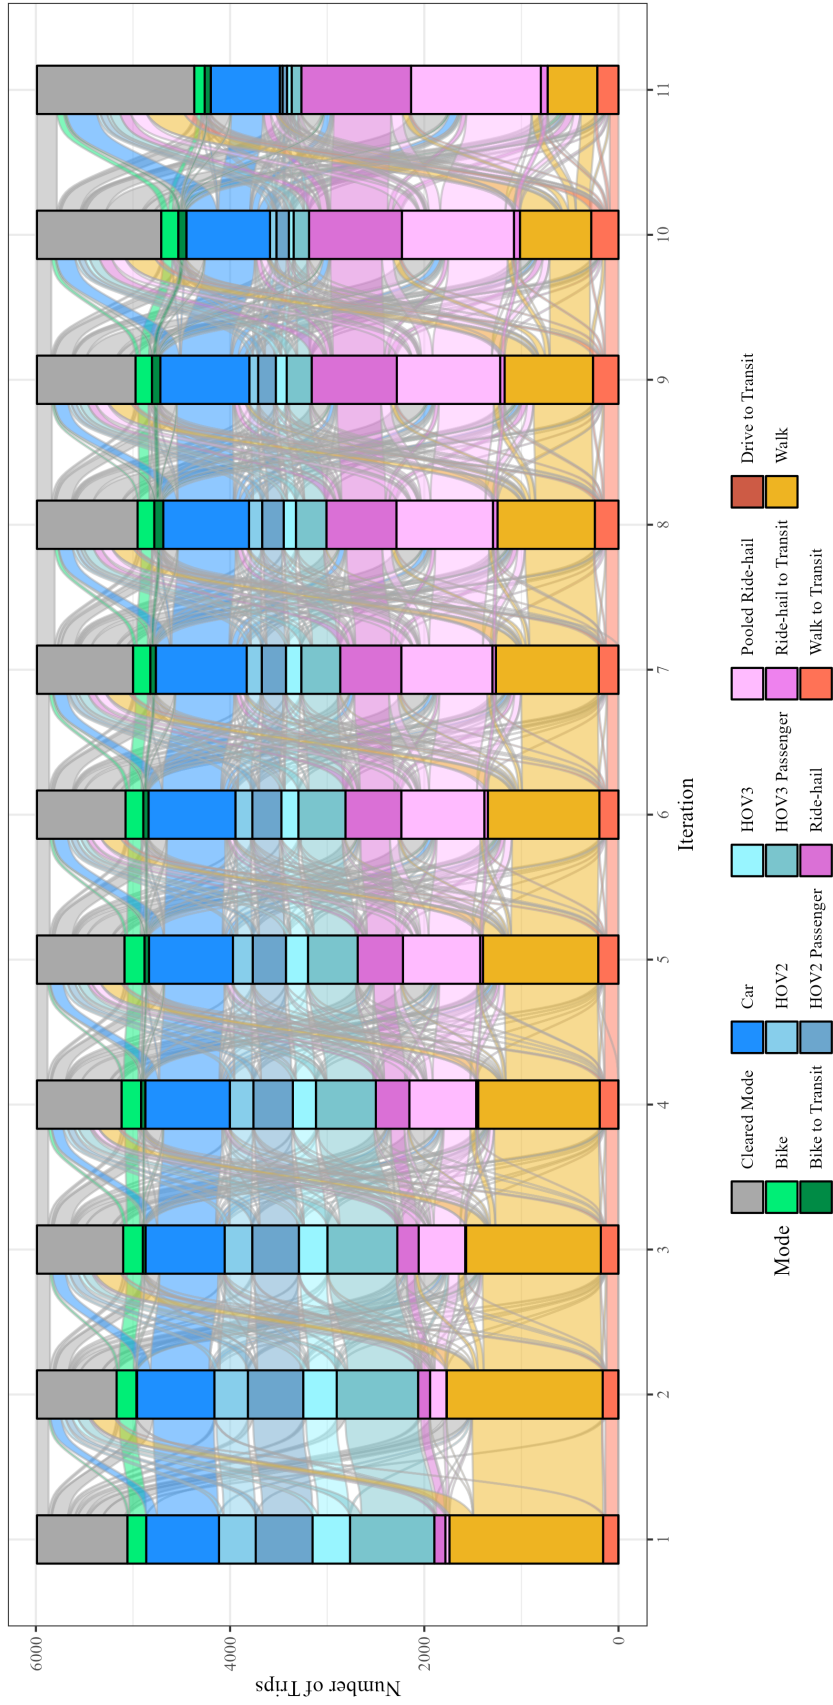 Number of Trips
6000
4000
2000
0
1
2
3
4
5
6
7
8
9
10
11
Iteration
Mode
Cleared Mode
Bike
Bike to Transit
Car
HOV2
HOV2 Passenger
HOV3
HOV3 Passenger
Ride-hail
Pooled Ride-hail
Ride-hail to Transit
Walk to Transit
Drive to Transit
Walk